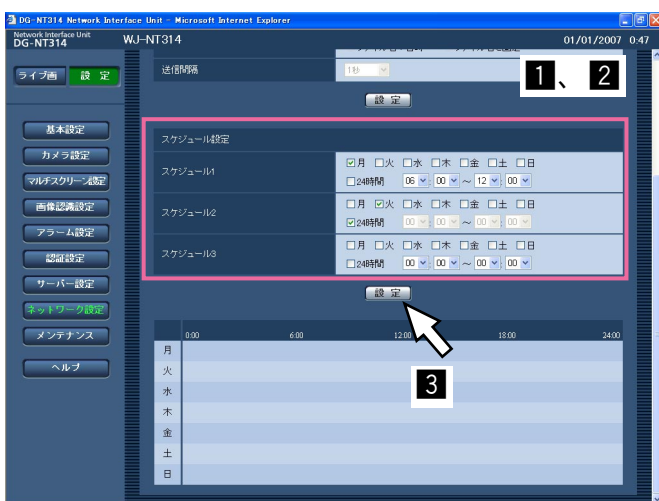 DG-NT314 Network Interface Unit - Microsoft Internet Explorer
Network Interface Unit
DG-NT314 WJ-NT314 01/01/2007 0:47
ライブ画 設 定
送信間隔 1秒
1、 2
設 定
基本設定
カメラ設定
マルチスクリーン設定
画像認識設定
アラーム設定
認証設定
サーバー設定
ネットワーク設定
メンテナンス
ヘルプ
スケジュール設定
スケジュール1 月 火 水 木 金 土 日
24時間 06 : 00 ~ 12 : 00
スケジュール2 月 火 水 木 金 土 日
24時間 00 : 00 ~ 00 : 00
スケジュール3 月 火 水 木 金 土 日
24時間 00 : 00 ~ 00 : 00
設 定
3
0:00 6:00 12:00 18:00 24:00
月
火
水
木
金
土
日